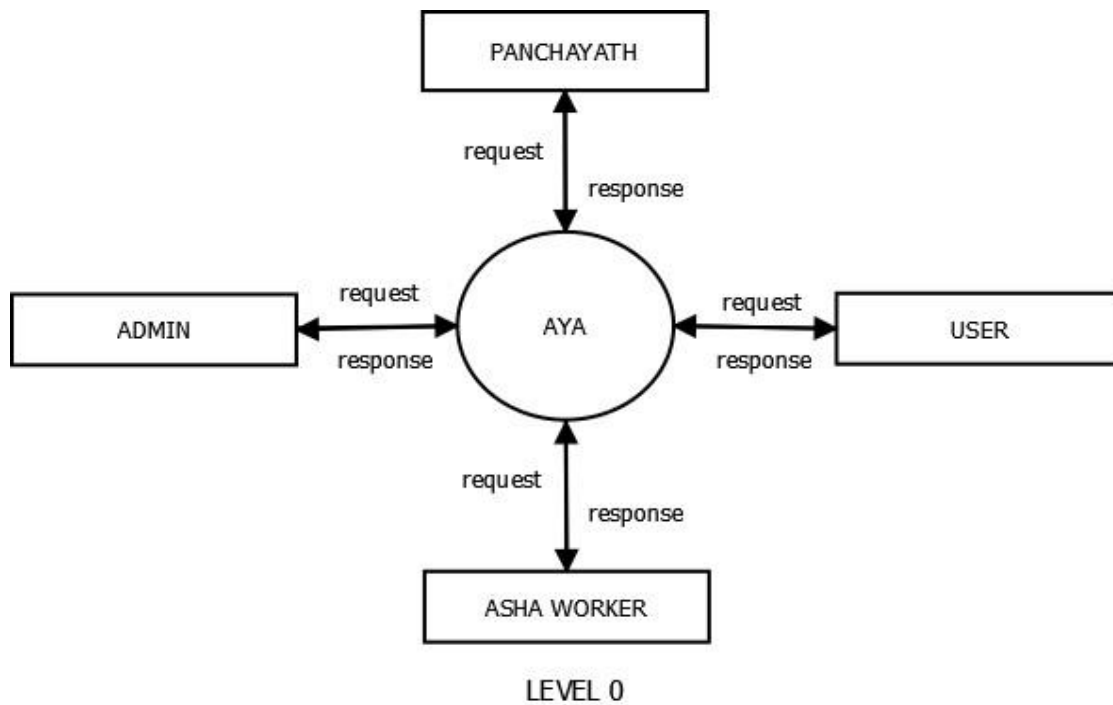 PANCHAYATH
request
response
request
request
ADMIN
AYA
USER
response
response
request
response
ASHA WORKER
LEVEL 0